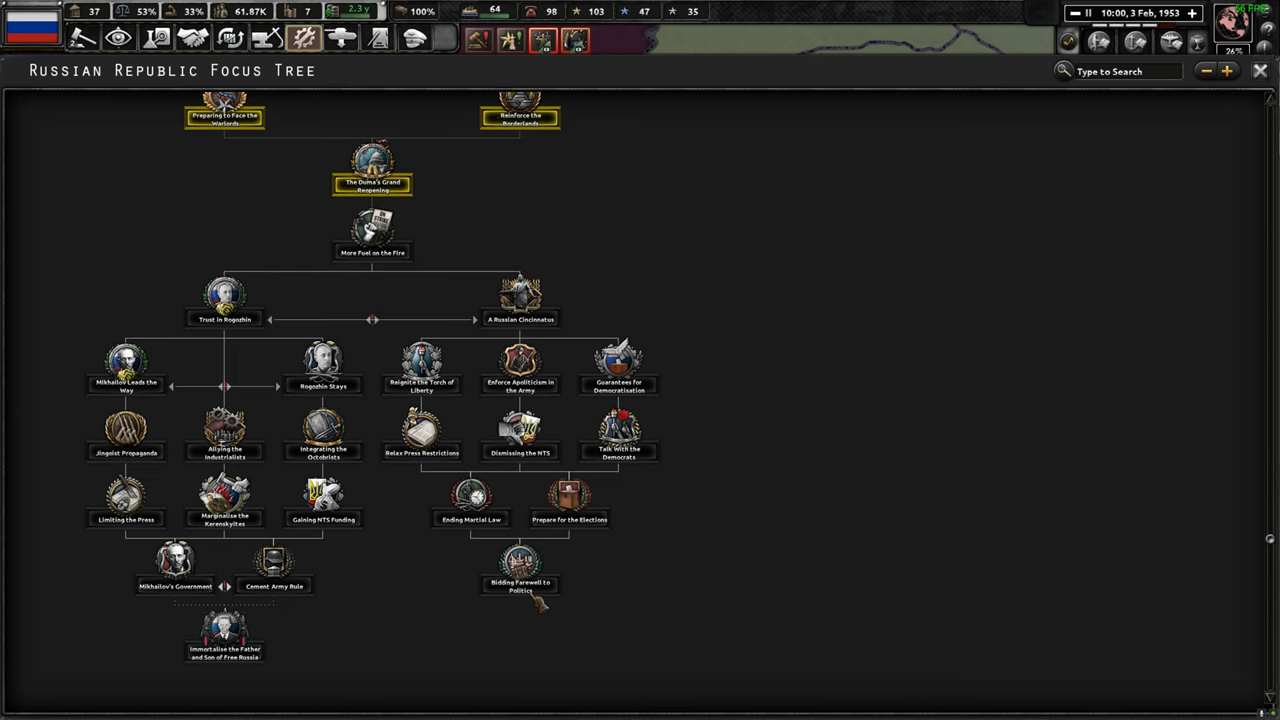 37 53% 33% 61.87K 7 2.3 y 100% 64 98 103 47 35
10:00, 3 Feb, 1953
26%
Russian Republic Focus Tree
Type to Search
Preparing to Face the
Warlords
Reinforce the
Borderlands
The Duma's Grand
Reopening
ON
STRIKE
More Fuel on the Fire
Trust in Rogozhin
A Russian Cincinnatus
Mikhailov Leads the
Way
Rogozhin Stays
Reignite the Torch of
Liberty
Enforce Apoliticism in
the Army
Guarantees for
Democratisation
Jingoist Propaganda
Allying the
Industrialists
Integrating the
Octobrists
Relax Press Restrictions
Dismissing the NTS
Talk With the
Democrats
Limiting the Press
Marginalise the
Kerenskyites
Gaining NTS Funding
Ending Martial Law
Prepare for the Elections
Mikhailov's Government
Cement Army Rule
Bidding Farewell to
Politics
Immortalise the Father
and Son of Free Russia